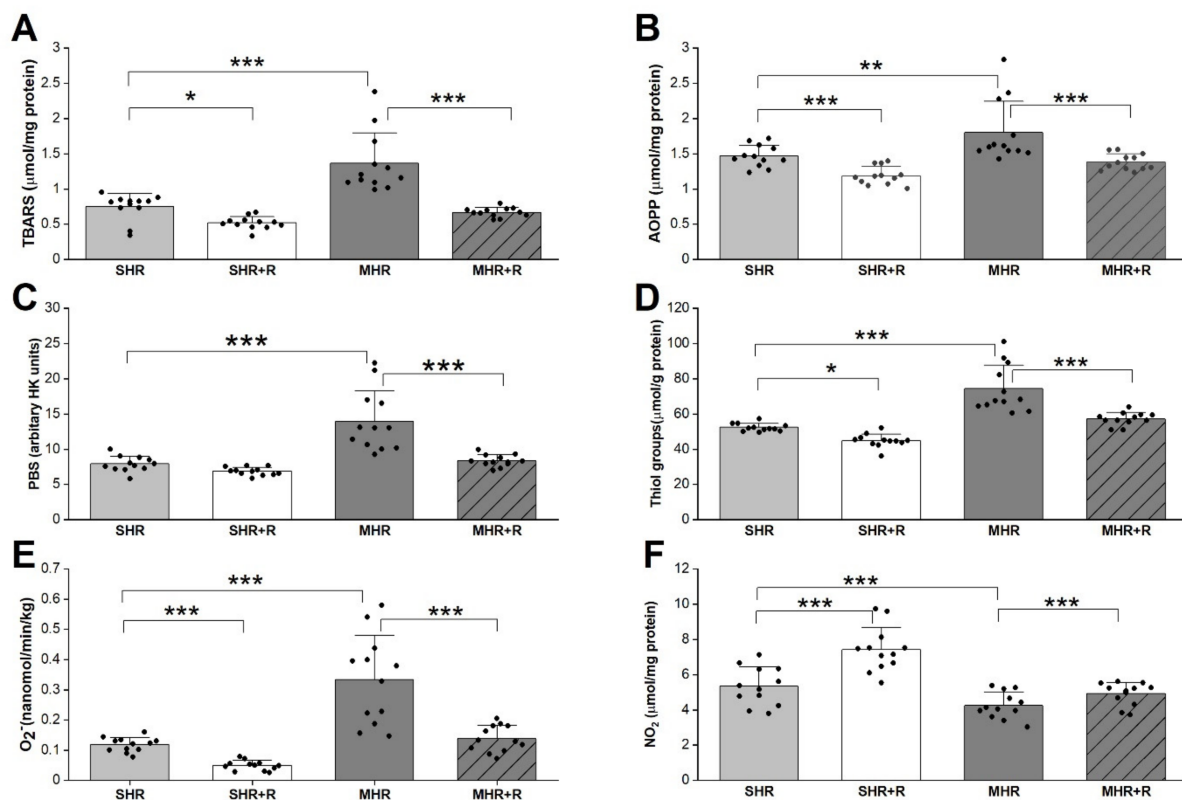 A
TBARS (μmol/mg protein)
3
2.5
2
1.5
1
0.5
0
***
*
***
SHR
SHR+R
MHR
MHR+R
B
AOPP (μmol/mg protein)
3
2.5
2
1.5
1
0.5
0
**
***
***
SHR
SHR+R
MHR
MHR+R
C
PBS (arbitary HK units)
30
25
20
15
10
5
0
***
***
SHR
SHR+R
MHR
MHR+R
D
Thiol groups(μmol/g protein)
120
100
80
60
40
20
0
***
*
***
SHR
SHR+R
MHR
MHR+R
E
O2-(nanomol/min/kg)
0.7
0.6
0.5
0.4
0.3
0.2
0.1
0
***
***
***
SHR
SHR+R
MHR
MHR+R
F
NO2 (μmol/mg protein)
12
10
8
6
4
2
0
***
***
***
SHR
SHR+R
MHR
MHR+R